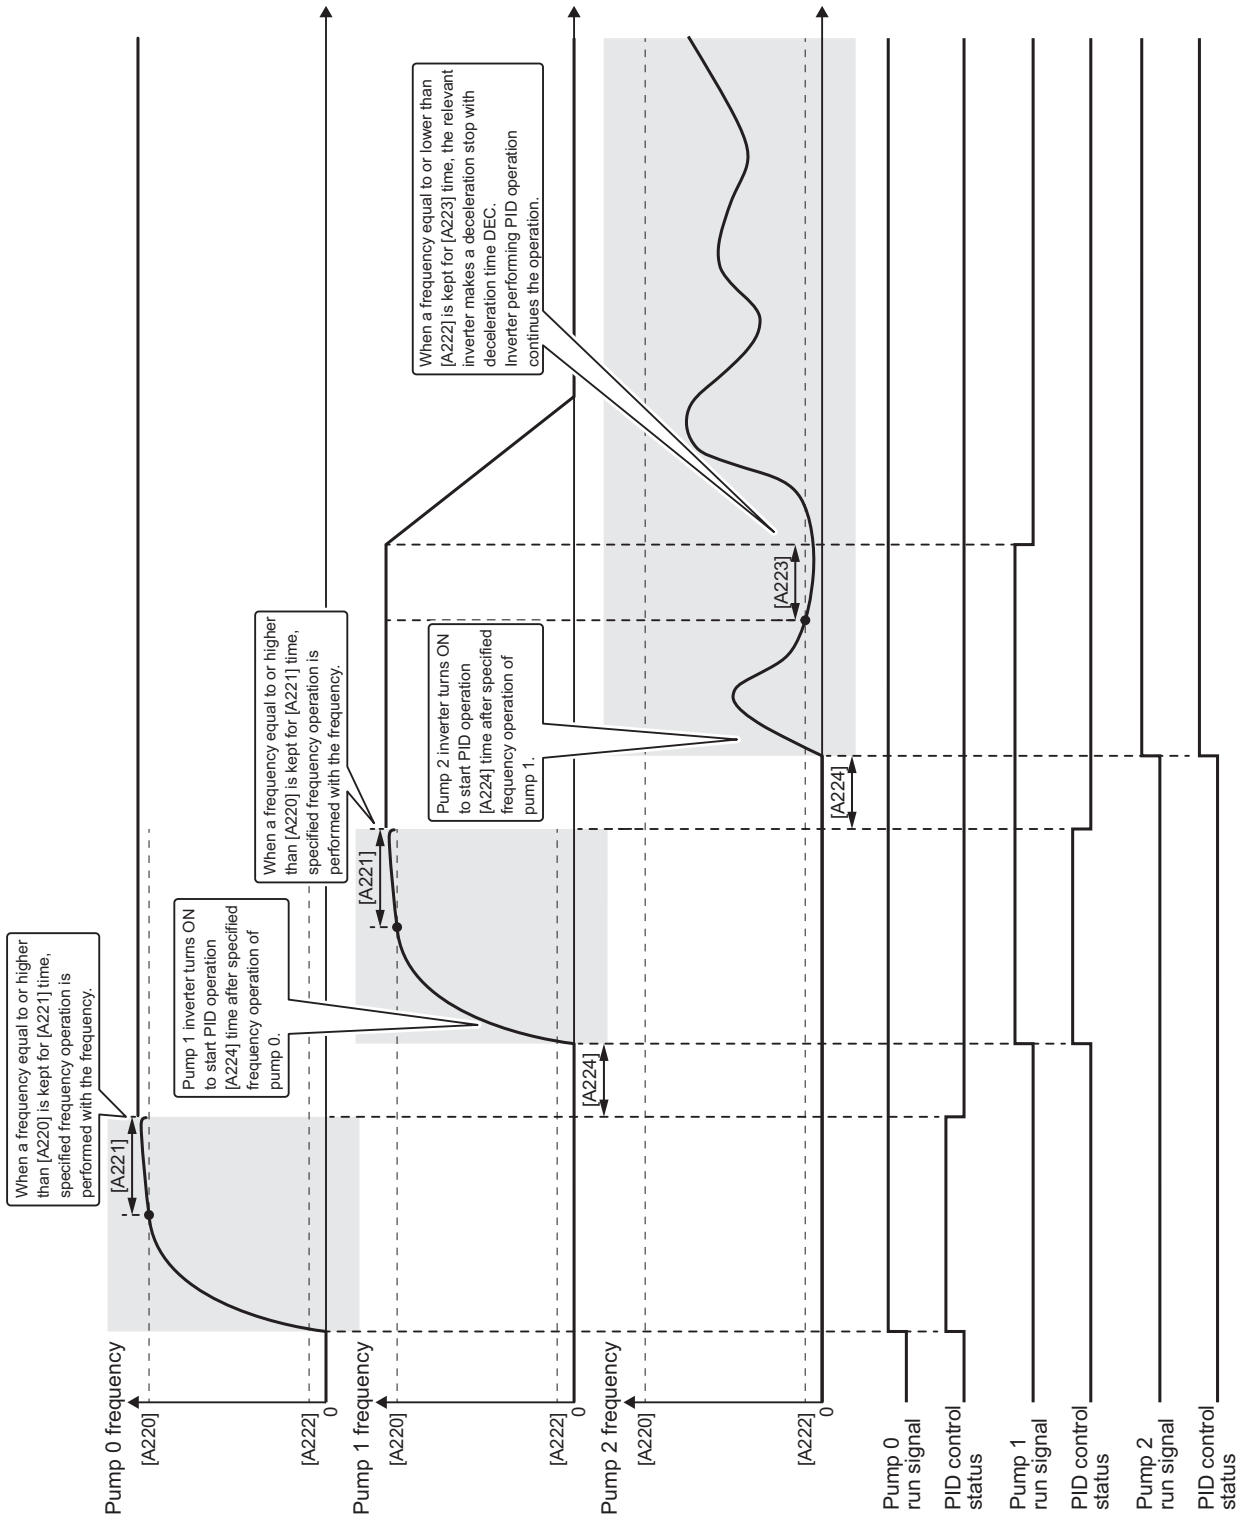 Pump 0 frequency
[A220]
[A222]
0
[A221]
When a frequency equal to or higher
than [A220] is kept for [A221] time,
specified frequency operation is
performed with the frequency.
Pump 1 inverter turns ON
to start PID operation
[A224] time after specified
frequency operation of
pump 0.
Pump 1 frequency
[A220]
[A222]
0
[A224]
[A221]
When a frequency equal to or higher
than [A220] is kept for [A221] time,
specified frequency operation is
performed with the frequency.
Pump 2 inverter turns ON
to start PID operation
[A224] time after specified
frequency operation of
pump 1.
When a frequency equal to or lower than
[A222] is kept for [A223] time, the relevant
inverter makes a deceleration stop with
deceleration time DEC.
Inverter performing PID operation
continues the operation.
Pump 2 frequency
[A220]
[A222]
0
[A224]
[A223]
Pump 0
run signal
PID control
status
Pump 1
run signal
PID control
status
Pump 2
run signal
PID control
status